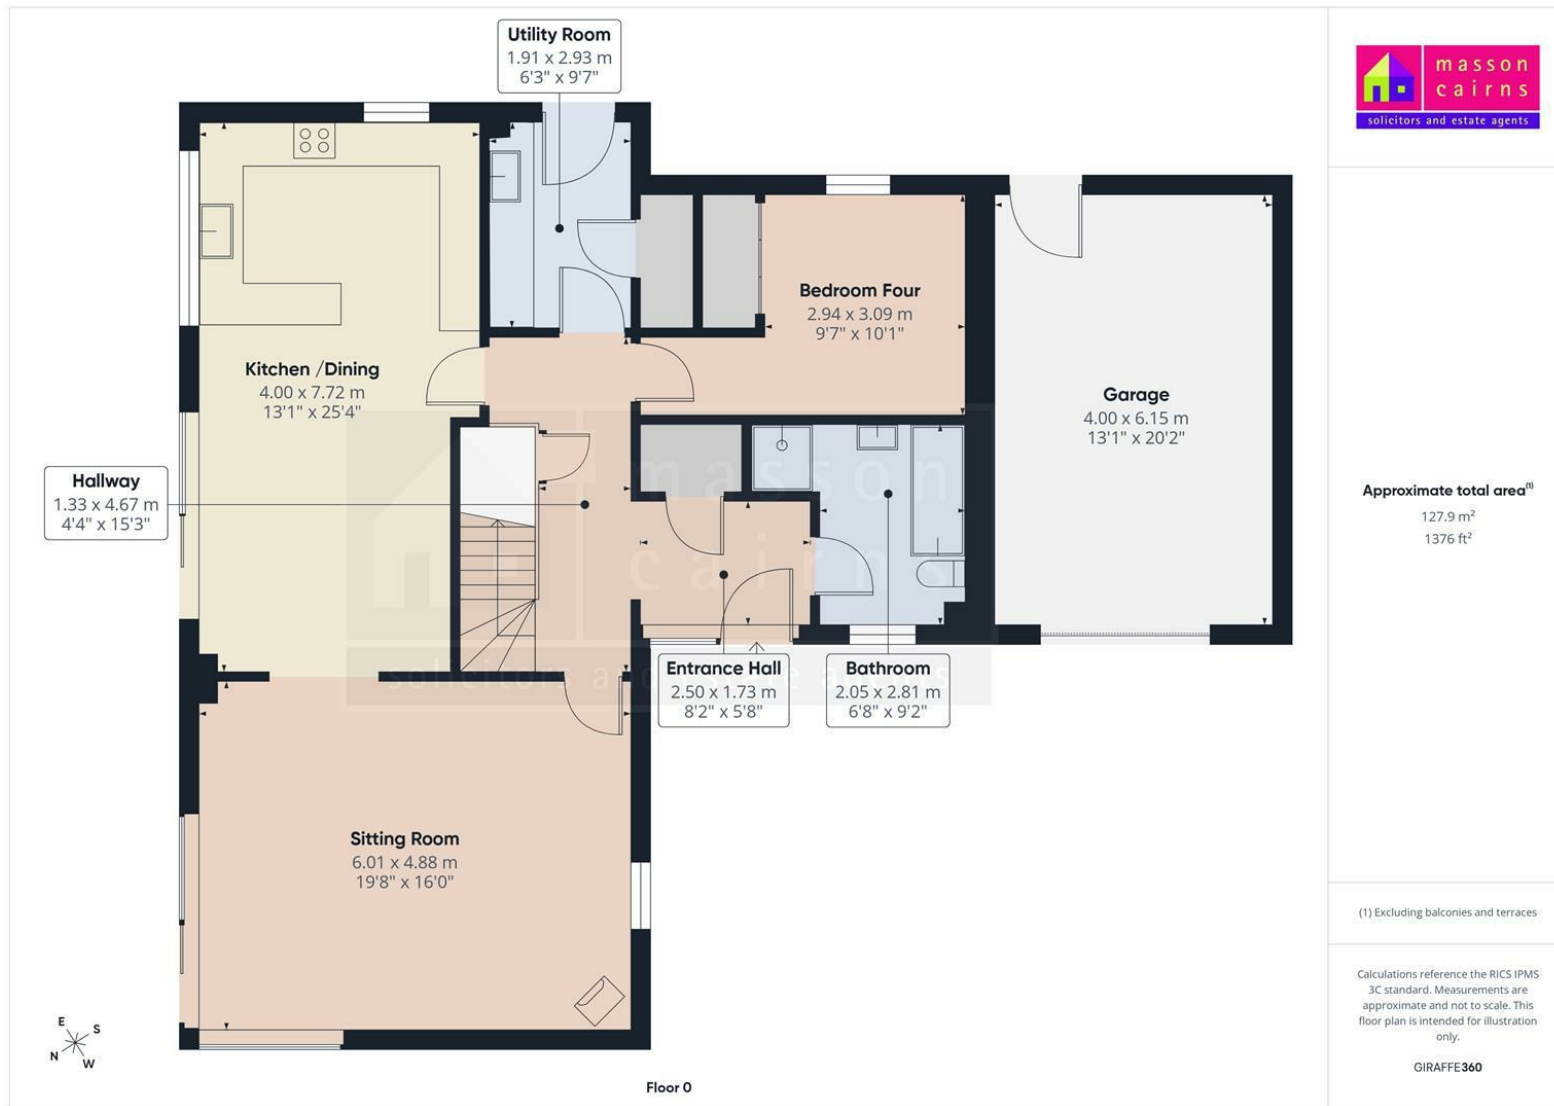 Utility Room
1.91 x 2.93 m
6'3" x 9'7"
masson
cairns
solicitors and estate agents
Bedroom Four
2.94 x 3.09 m
9'7" x 10'1"
Kitchen /Dining
4.00 x 7.72 m
13'1" x 25'4"
Garage
4.00 x 6.15 m
13'1" x 20'2"
Hallway
1.33 x 4.67 m
4'4" x 15'3"
masson
cairns
solicitors and estate agents
Approximate total area(1)
127.9 m²
1376 ft²
Entrance Hall
2.50 x 1.73 m
8'2" x 5'8"
Bathroom
2.05 x 2.81 m
6'8" x 9'2"
Sitting Room
6.01 x 4.88 m
19'8" x 16'0"
(1) Excluding balconies and terraces
Calculations reference the RICS IPMS
3C standard. Measurements are
approximate and not to scale. This
floor plan is intended for illustration
only.
GIRAFFE360
E
S
N
W
Floor 0